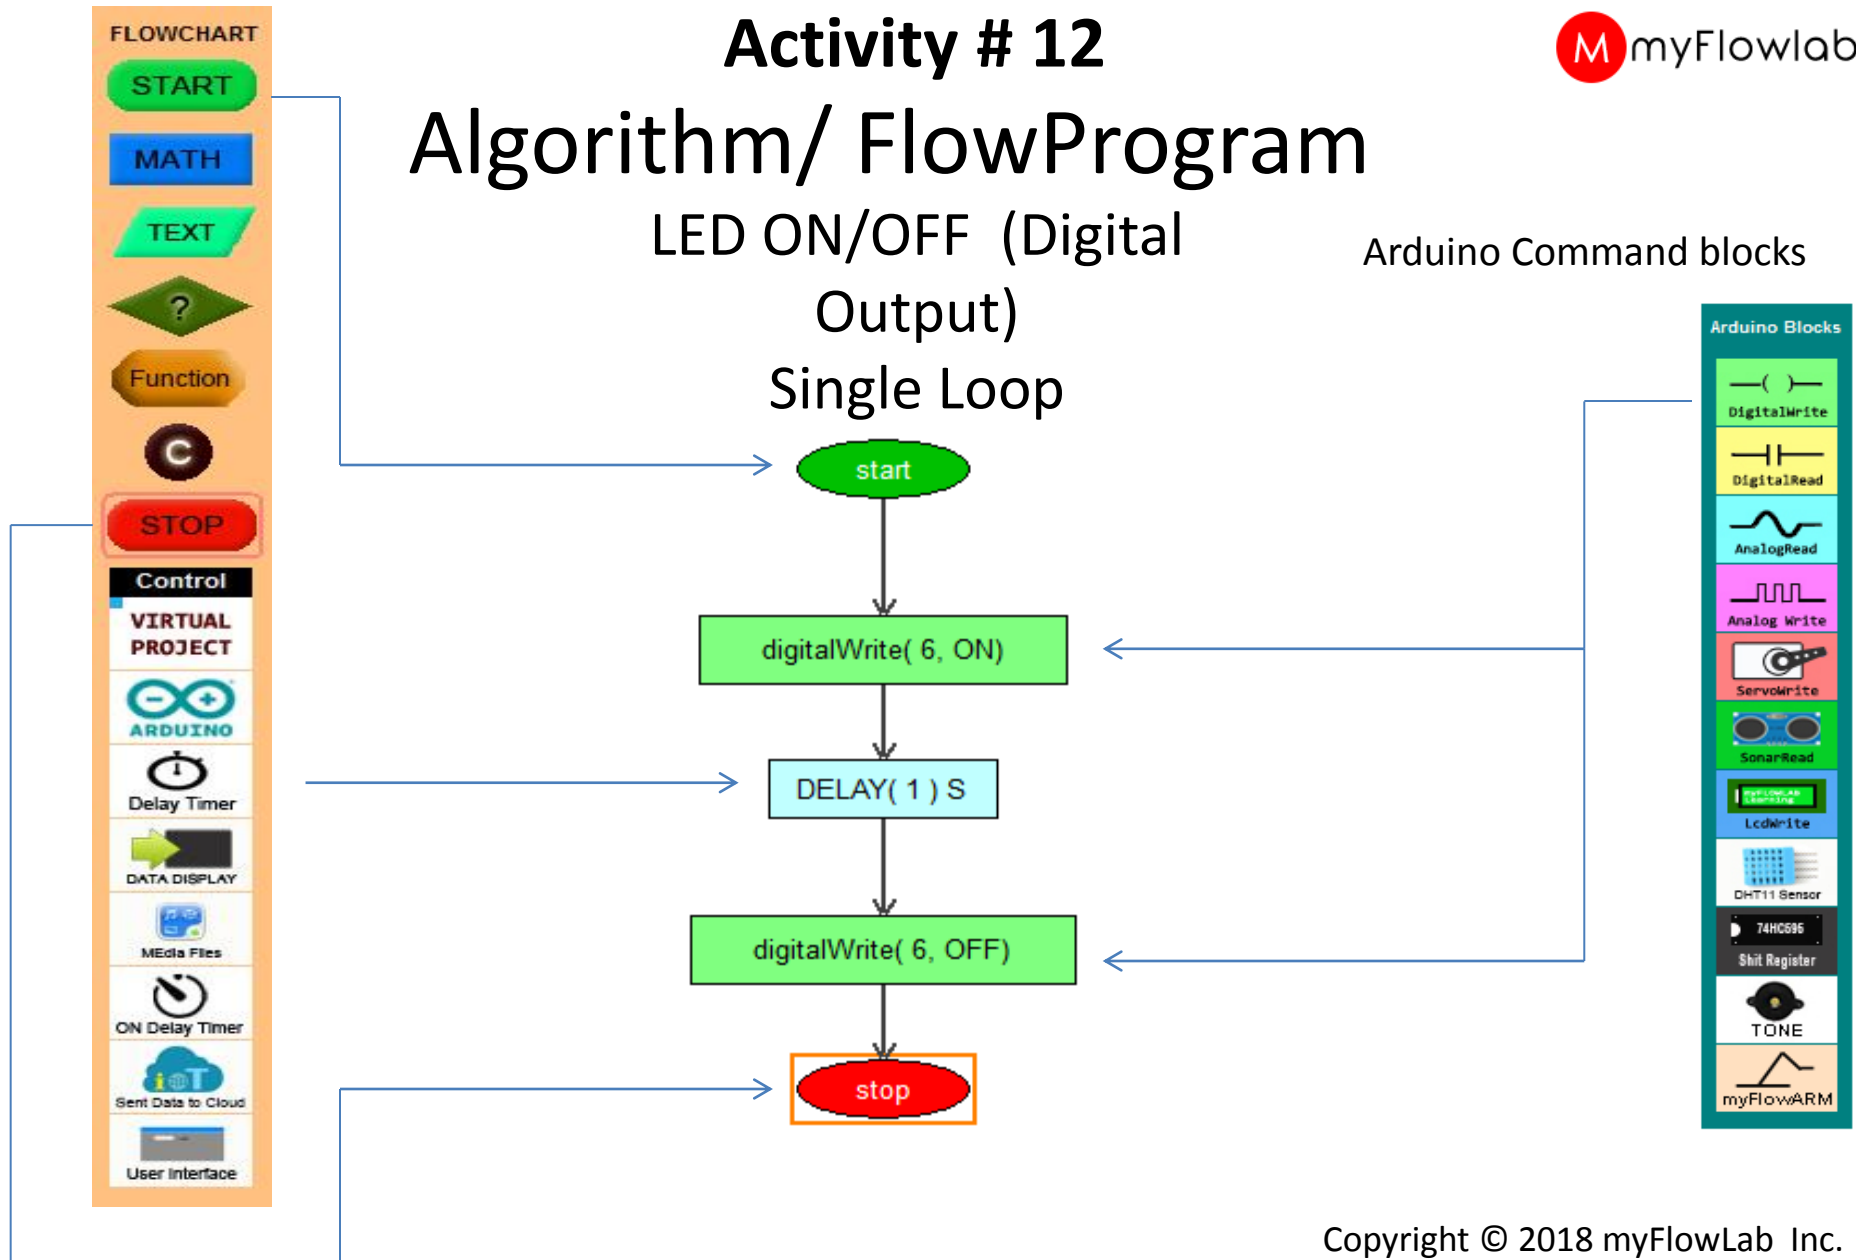 Activity # 12
M myFlowlab
Algorithm/ FlowProgram
LED ON/OFF (Digital
Output)
Single Loop
Arduino Command blocks
FLOWCHART
START
MATH
TEXT
?
Function
C
STOP
Control
VIRTUAL
PROJECT
ARDUINO
Delay Timer
DATA DISPLAY
MEdia Files
ON Delay Timer
iOT
Sent Data to Cloud
User Interface
start
digitalWrite( 6, ON)
DELAY( 1 ) S
digitalWrite( 6, OFF)
stop
Arduino Blocks
DigitalWrite
DigitalRead
AnalogRead
Analog Write
ServoWrite
SonarRead
myFLOWLAB
Learning
LcdWrite
DHT11 Sensor
74HC595
Shit Register
TONE
myFlowARM
Copyright © 2018 myFlowLab Inc.